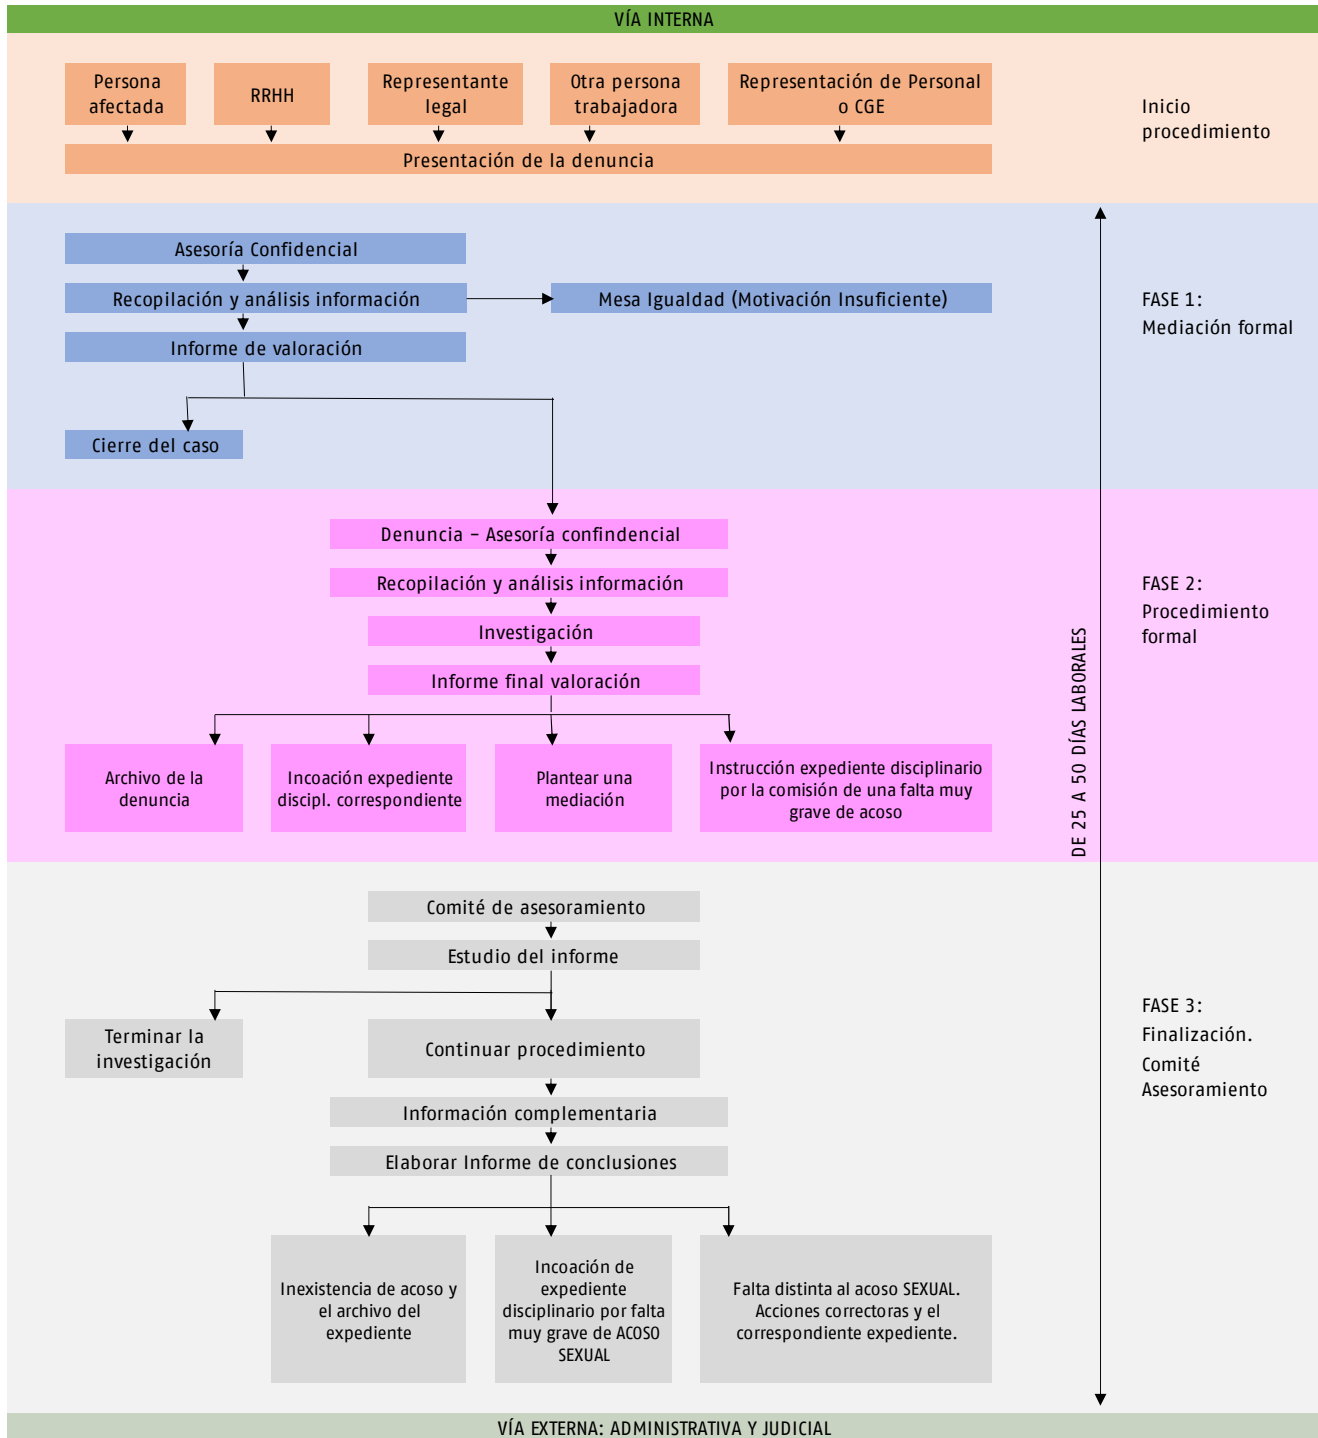 VÍA INTERNA
Persona
afectada
RRHH
Representante
legal
Otra persona
trabajadora
Representación de Personal
o CGE
Inicio
procedimiento
Presentación de la denuncia
Asesoría Confidencial
Recopilación y análisis información
Mesa Igualdad (Motivación Insuficiente)
Informe de valoración
Cierre del caso
FASE 1:
Mediación formal
Denuncia – Asesoría confindencial
Recopilación y análisis información
Investigación
Informe final valoración
FASE 2:
Procedimiento
formal
Archivo de la
denuncia
Incoación expediente
discipl. correspondiente
Plantear una
mediación
Instrucción expediente disciplinario
por la comisión de una falta muy
grave de acoso
DE 25 A 50 DÍAS LABORALES
Comité de asesoramiento
Estudio del informe
Terminar la
investigación
Continuar procedimiento
FASE 3:
Finalización.
Comité
Asesoramiento
Información complementaria
Elaborar Informe de conclusiones
Inexistencia de acoso y
el archivo del
expediente
Incoación de
expediente
disciplinario por falta
muy grave de ACOSO
SEXUAL
Falta distinta al acoso SEXUAL.
Acciones correctoras y el
correspondiente expediente.
VÍA EXTERNA: ADMINISTRATIVA Y JUDICIAL